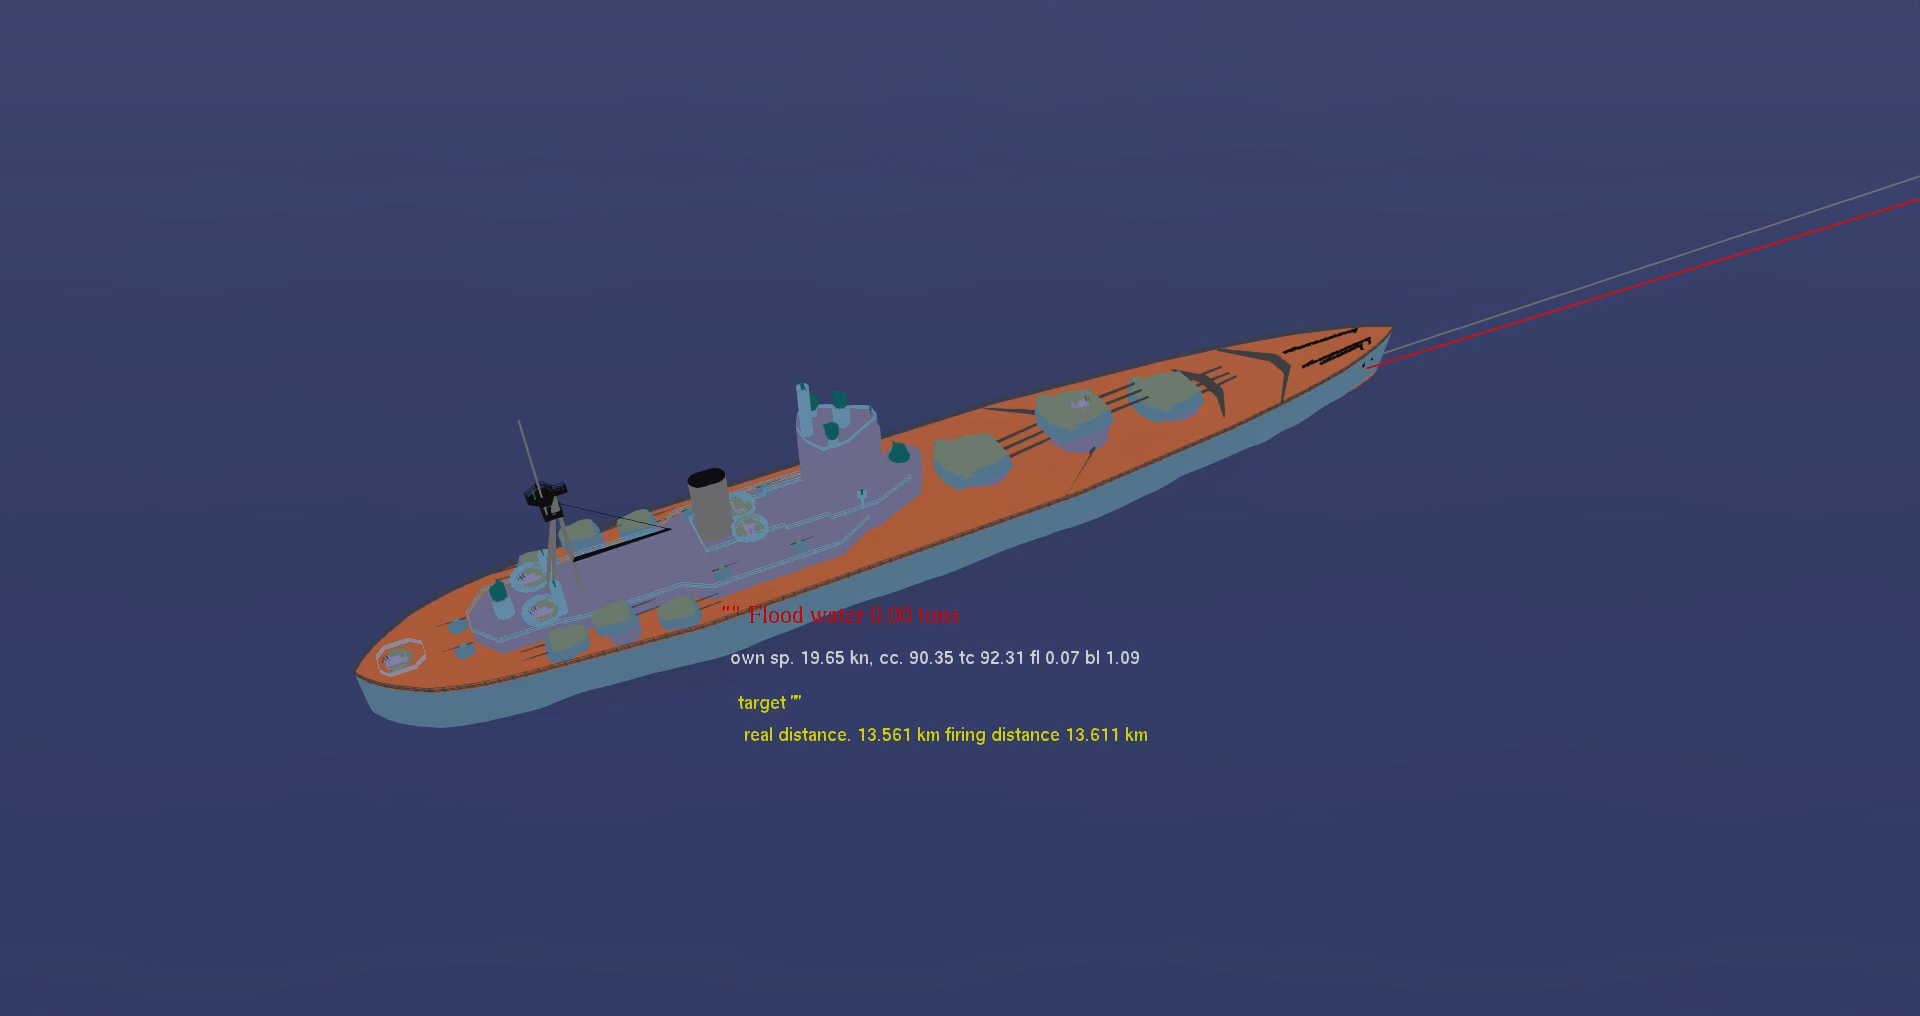 "" Flood water 0.00 tons
own sp. 19.65 kn, cc. 90.35 tc 92.31 fl 0.07 bl 1.09
target ""
real distance. 13.561 km firing distance 13.611 km